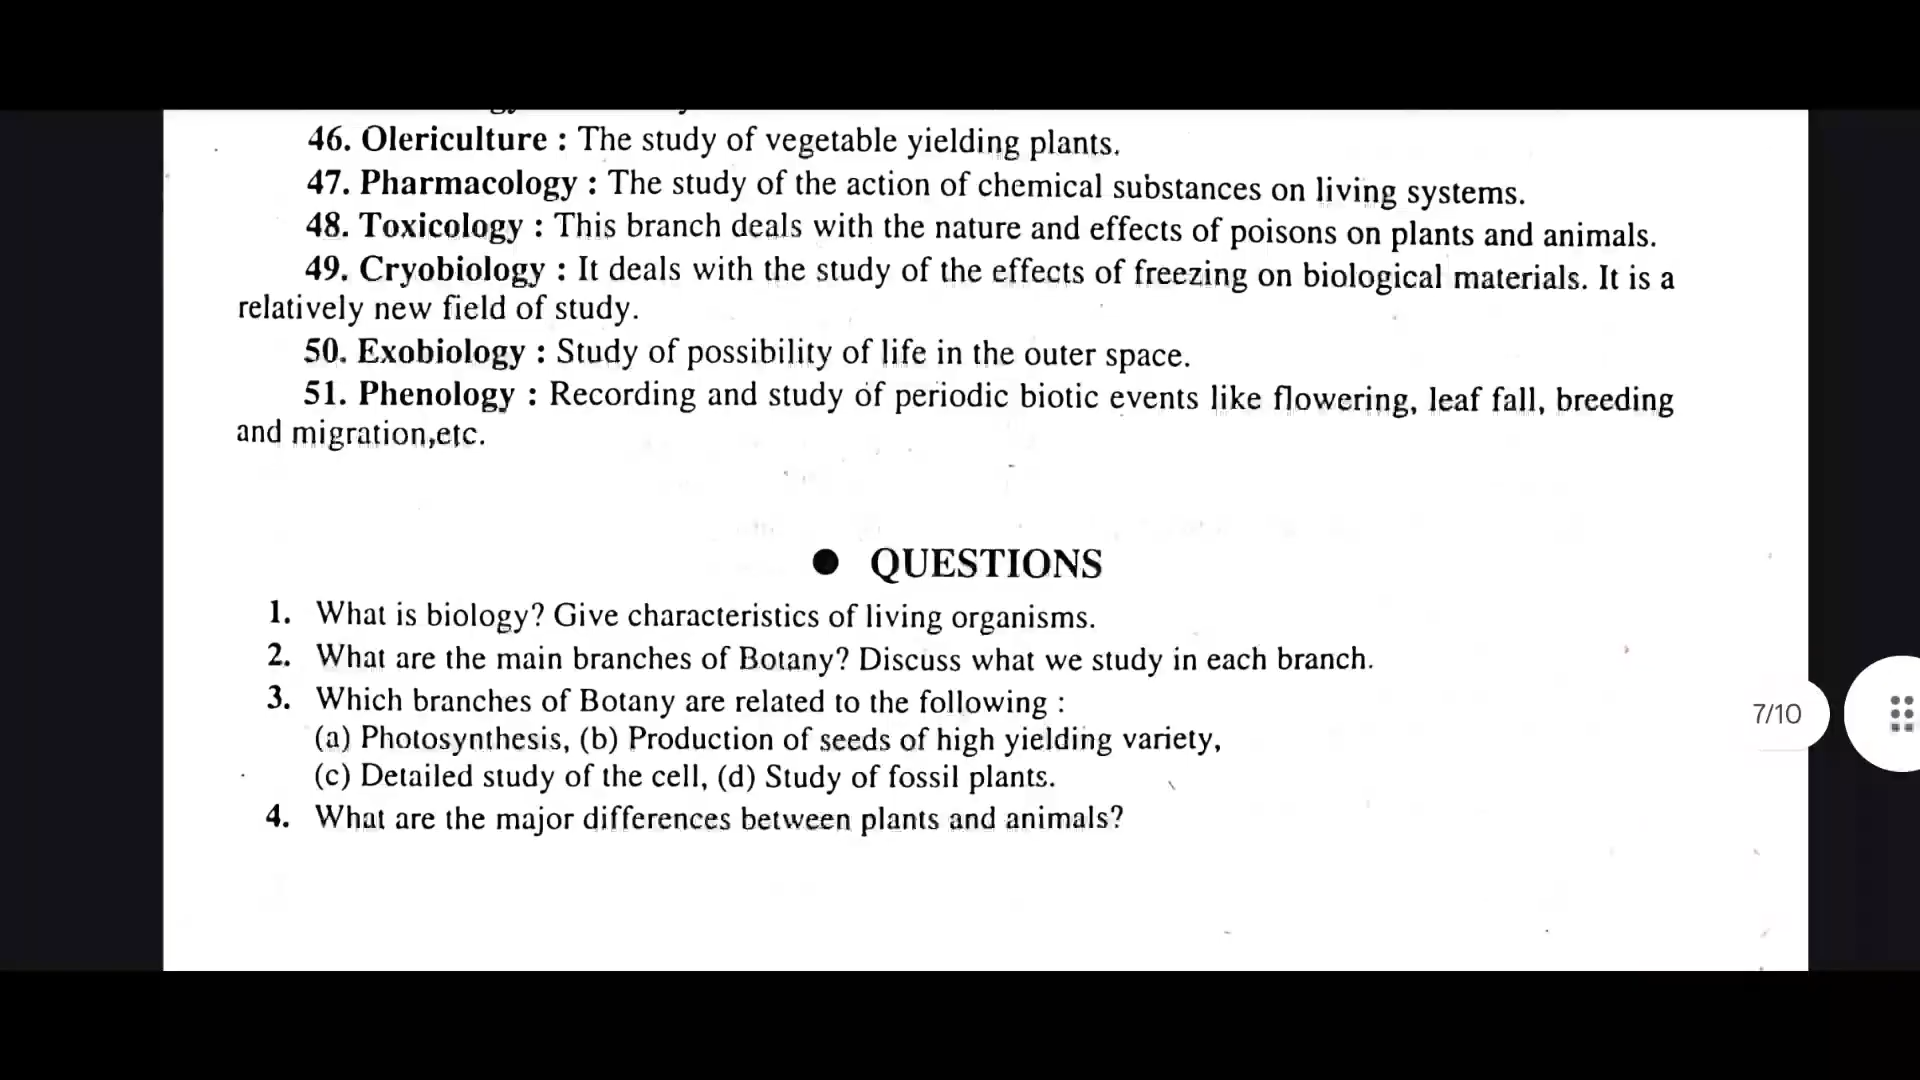 46. Olericulture : The study of vegetable yielding plants.
47. Pharmacology : The study of the action of chemical substances on living systems.
48. Toxicology : This branch deals with the nature and effects of poisons on plants and animals.
49. Cryobiology : It deals with the study of the effects of freezing on biological materials. It is a
relatively new field of study.
50. Exobiology : Study of possibility of life in the outer space.
51. Phenology : Recording and study of periodic biotic events like flowering, leaf fall, breeding
and migration,etc.
● QUESTIONS
1. What is biology? Give characteristics of living organisms.
2. What are the main branches of Botany? Discuss what we study in each branch.
3. Which branches of Botany are related to the following :
(a) Photosynthesis, (b) Production of seeds of high yielding variety,
(c) Detailed study of the cell, (d) Study of fossil plants.
4. What are the major differences between plants and animals?
7/10